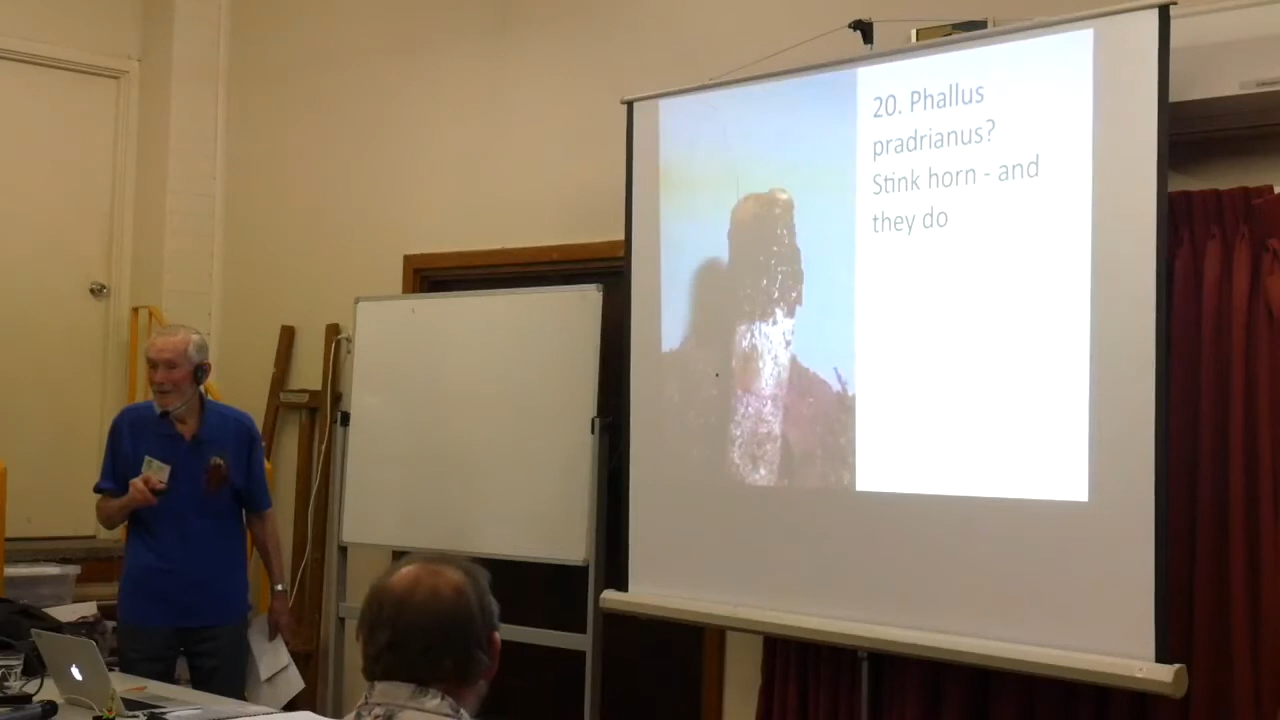 20. Phallus
pradrianus?
Stink horn - and
they do